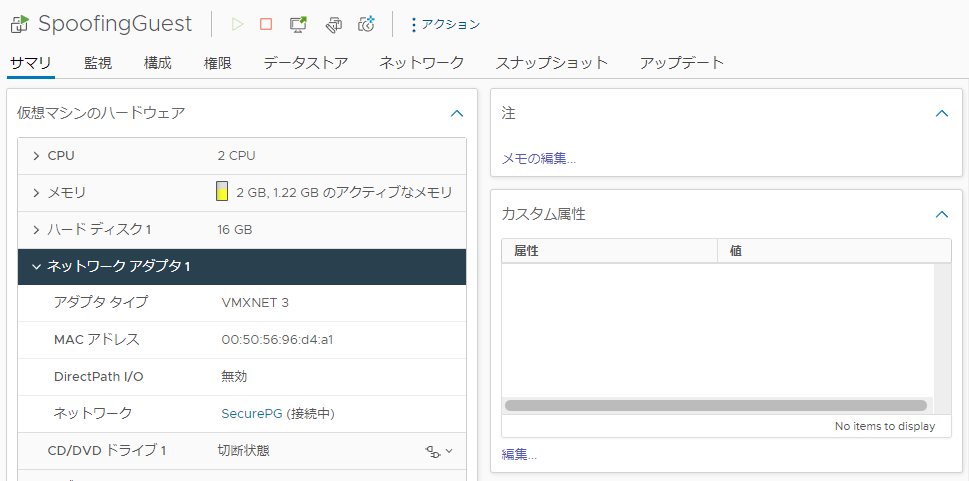 SpoofingGuest
アクション
サマリ 監視 構成 権限 データストア ネットワーク スナップショット アップデート
仮想マシンのハードウェア
CPU 2 CPU
メモリ 2 GB, 1.22 GB のアクティブなメモリ
ハード ディスク 1 16 GB
ネットワーク アダプタ 1
アダプタ タイプ VMXNET 3
MAC アドレス 00:50:56:96:d4:a1
DirectPath I/O 無効
ネットワーク SecurePG (接続中)
CD/DVD ドライブ 1 切断状態
注
メモの編集...
カスタム属性
属性 値
No items to display
編集...